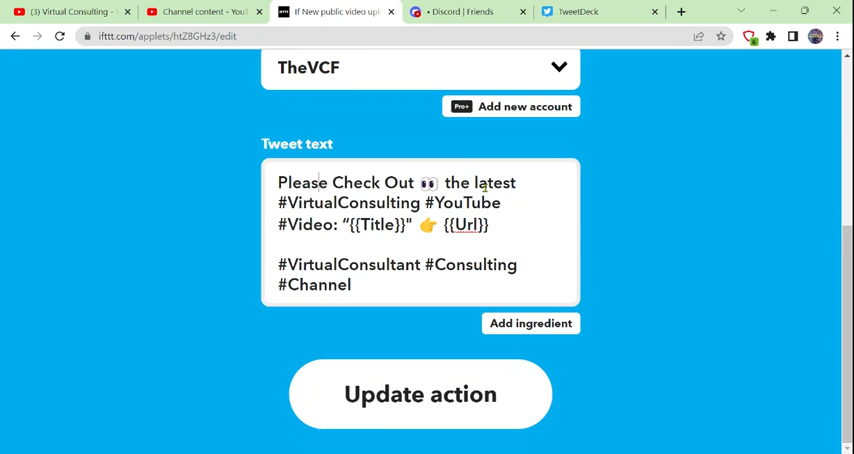 (3) Virtual Consulting - Y
Channel content - YouT
If New public video upl
• Discord | Friends
TweetDeck
ifttt.com/applets/htZ8GHz3/edit
6
TheVCF
Pro+ Add new account
Tweet text
Please Check Out 👀 the latest
#VirtualConsulting #YouTube
#Video: “{{Title}}" 👉 {{Url}}
#VirtualConsultant #Consulting
#Channel
Add ingredient
Update action